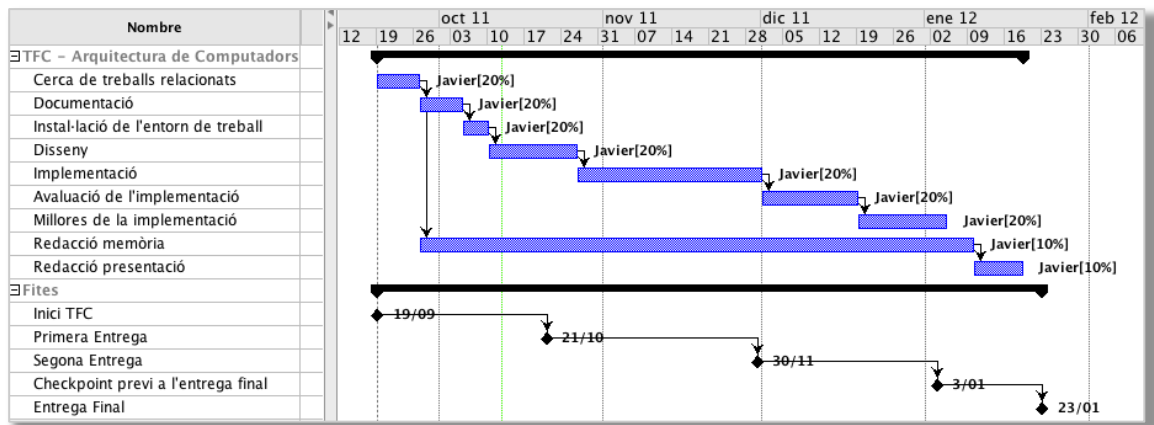 Nombre
oct 11 nov 11 dic 11 ene 12 feb 12
12 19 26 03 10 17 24 31 07 14 21 28 05 12 19 26 02 09 16 23 30 06
TFC - Arquitectura de Computadors
Cerca de treballs relacionats Javier[20%]
Documentació Javier[20%]
Instal·lació de l'entorn de treball Javier[20%]
Disseny Javier[20%]
Implementació Javier[20%]
Avaluació de l'implementació Javier[20%]
Millores de la implementació Javier[20%]
Redacció memòria Javier[10%]
Redacció presentació Javier[10%]
Fites
Inici TFC 19/09
Primera Entrega 21/10
Segona Entrega 30/11
Checkpoint previ a l'entrega final 3/01
Entrega Final 23/01